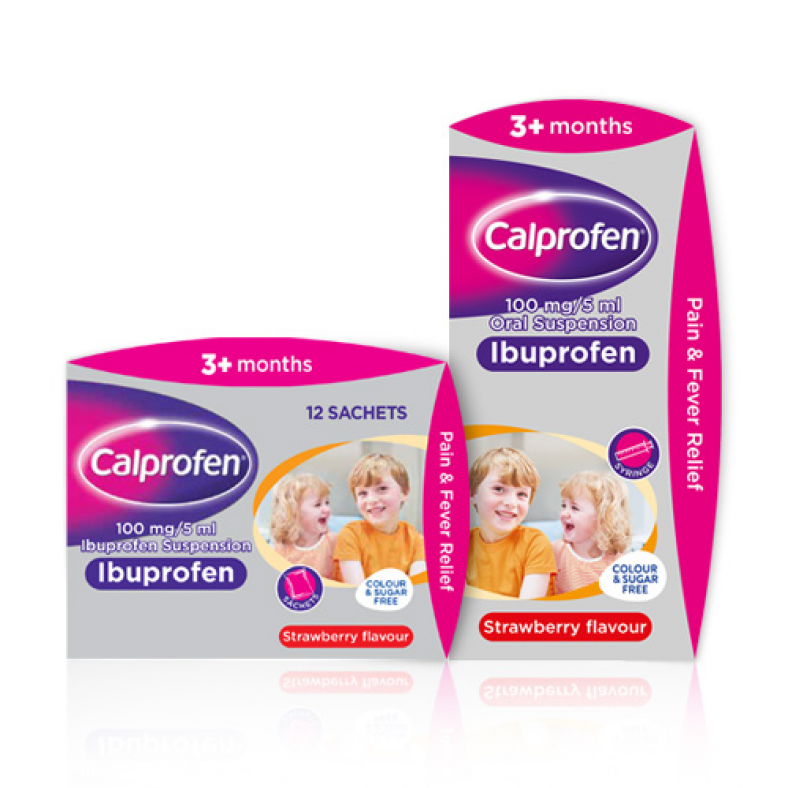 3+ months
Calprofen®
12 SACHETS
100 mg/5 ml
Ibuprofen Suspension
Ibuprofen
SACHETS
COLOUR
& SUGAR
FREE
Strawberry flavour
Pain & Fever Relief
3+ months
Calprofen®
100 mg/5 ml
Oral Suspension
Ibuprofen
SYRINGE
COLOUR
& SUGAR
FREE
Strawberry flavour
Pain & Fever Relief